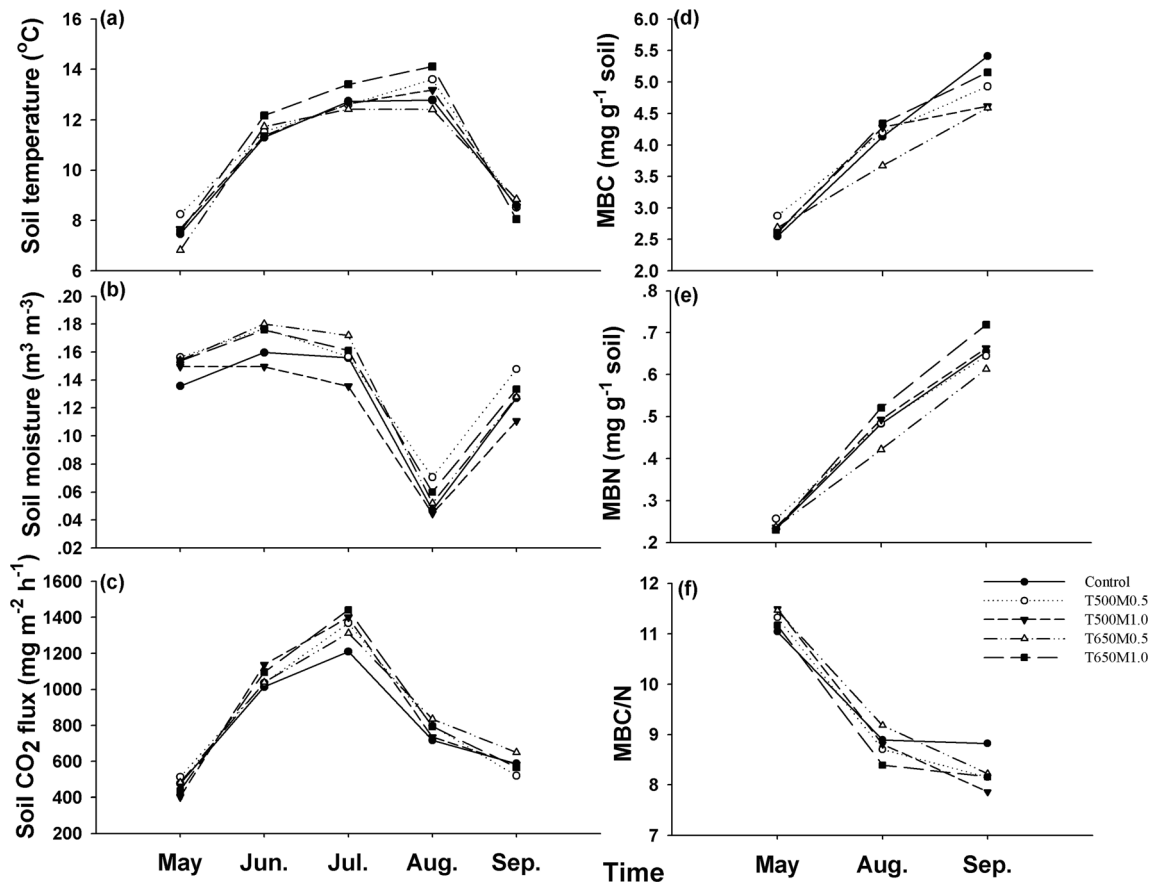 (a)
Soil temperature (°C)
16
14
12
10
8
6
(b)
Soil moisture (m³ m⁻³)
.20
.18
.16
.14
.12
.10
.08
.06
.04
.02
(c)
Soil CO₂ flux (mg m⁻² h⁻¹)
1600
1400
1200
1000
800
600
400
200
May Jun. Jul. Aug. Sep.
(d)
MBC (mg g⁻¹ soil)
6.0
5.5
5.0
4.5
4.0
3.5
3.0
2.5
2.0
(e)
MBN (mg g⁻¹ soil)
.8
.7
.6
.5
.4
.3
.2
(f)
MBC/N
12
11
10
9
8
7
Control
T500M0.5
T500M1.0
T650M0.5
T650M1.0
May Aug. Sep.
Time